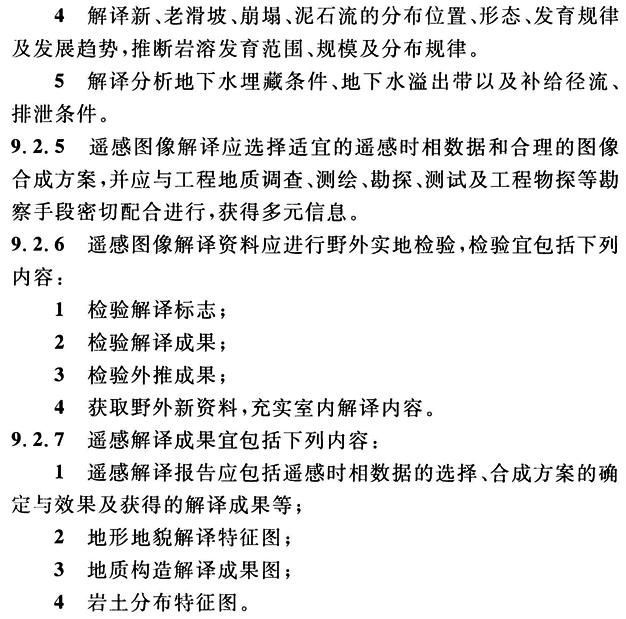 4 解译新、老滑坡、崩塌、泥石流的分布位置、形态、发育规律
及发展趋势,推断岩溶发育范围、规模及分布规律。
5 解译分析地下水埋藏条件、地下水溢出带以及补给径流、
排泄条件。
9.2.5 遥感图像解译应选择适宜的遥感时相数据和合理的图像
合成方案,并应与工程地质调查、测绘、勘探、测试及工程物探等勘
察手段密切配合进行,获得多元信息。
9.2.6 遥感图像解译资料应进行野外实地检验,检验宜包括下列
内容:
1 检验解译标志;
2 检验解译成果;
3 检验外推成果;
4 获取野外新资料,充实室内解译内容。
9.2.7 遥感解译成果宜包括下列内容:
1 遥感解译报告应包括遥感时相数据的选择、合成方案的确
定与效果及获得的解译成果等;
2 地形地貌解译特征图;
3 地质构造解译成果图;
4 岩土分布特征图。